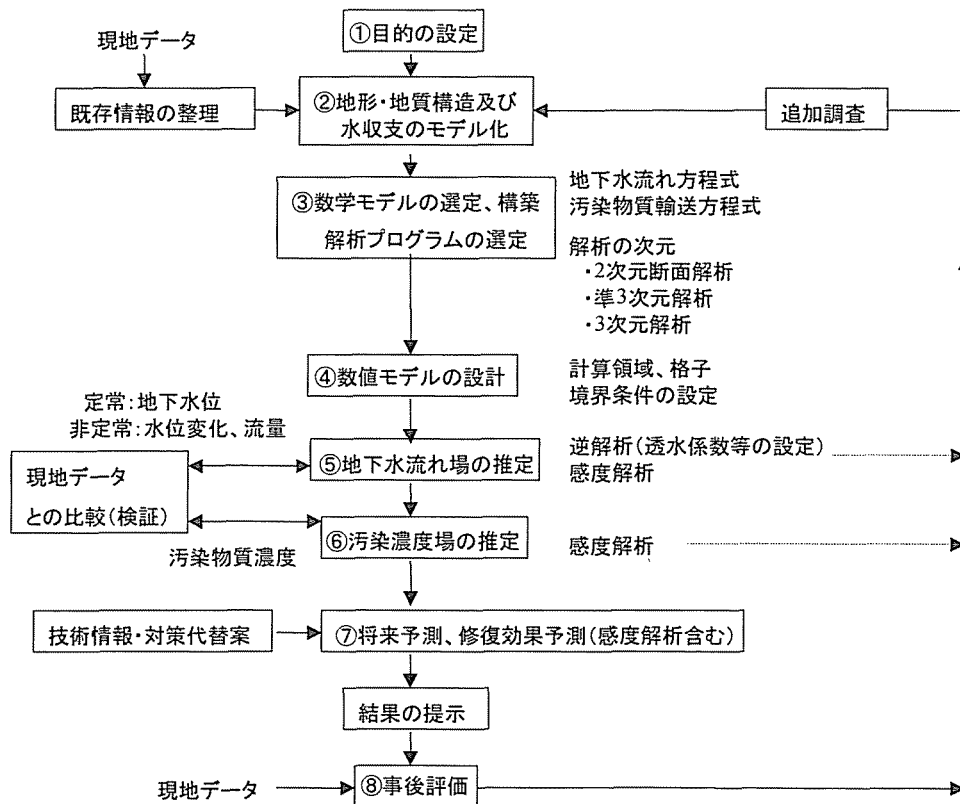 ①目的の設定
現地データ
既存情報の整理
②地形・地質構造及び
水収支のモデル化
追加調査
③数学モデルの選定、構築
解析プログラムの選定
地下水流れ方程式
汚染物質輸送方程式
解析の次元
・2次元断面解析
・準3次元解析
・3次元解析
④数値モデルの設計
計算領域、格子
境界条件の設定
定常:地下水位
非定常:水位変化、流量
⑤地下水流れ場の推定
逆解析(透水係数等の設定)
感度解析
現地データ
との比較(検証)
⑥汚染濃度場の推定
感度解析
汚染物質濃度
技術情報・対策代替案
⑦将来予測、修復効果予測(感度解析含む)
結果の提示
現地データ
⑧事後評価